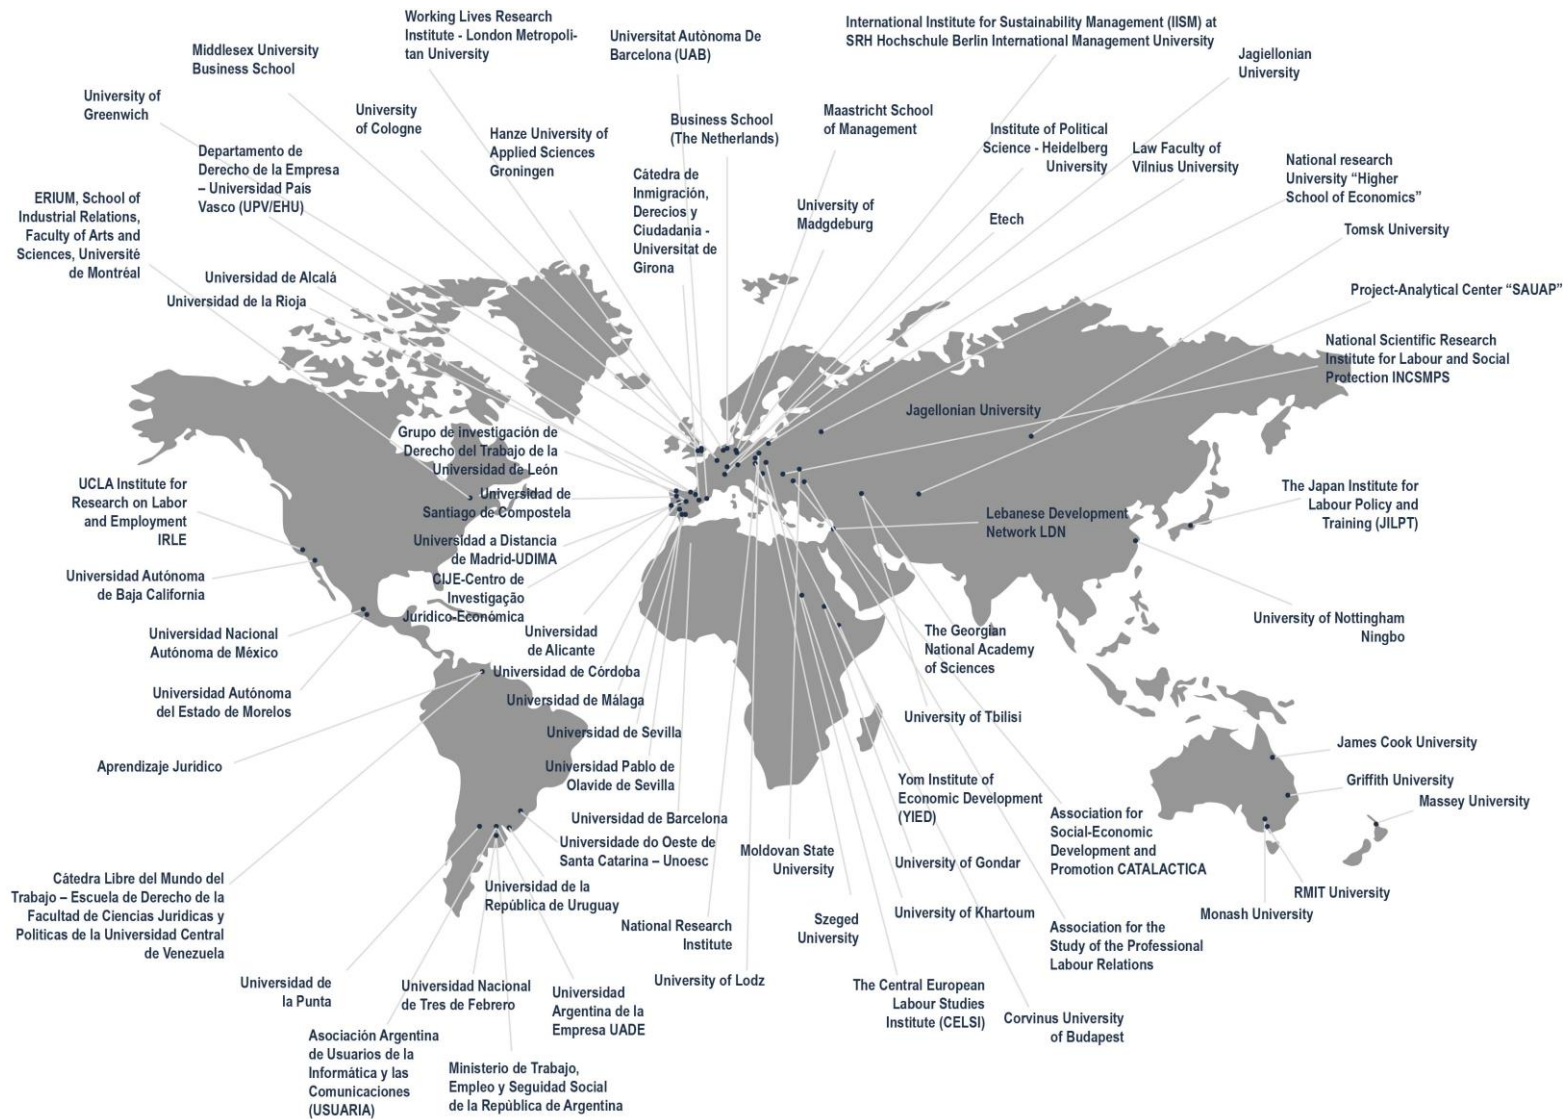 Working Lives Research
Institute - London Metropoli-
tan University
International Institute for Sustainability Management (IISM) at
SRH Hochschule Berlin International Management University
Universitat Autònoma De
Barcelona (UAB)
Middlesex University
Business School
Jagiellonian
University
University of
Greenwich
University
of Cologne
Hanze University of
Applied Sciences
Groningen
Business School
(The Netherlands)
Maastricht School
of Management
Institute of Political
Science - Heidelberg
University
Law Faculty of
Vilnius University
National research
University “Higher
School of Economics”
Departamento de
Derecho de la Empresa
– Universidad País
Vasco (UPV/EHU)
Cátedra de
Inmigración,
Derecios y
Ciudadania -
Universitat de
Girona
University of
Madgdeburg
Etech
Tomsk University
ERIUM, School of
Industrial Relations,
Faculty of Arts and
Sciences, Université
de Montréal
Universidad de Alcalá
Universidad de la Rioja
Project-Analytical Center “SAUAP”
National Scientific Research
Institute for Labour and Social
Protection INCSMPS
Jagellonian University
Grupo de investigación de
Derecho del Trabajo de la
Universidad de León
UCLA Institute for
Research on Labor
and Employment
IRLE
Universidad de
Santiago de Compostela
The Japan Institute for
Labour Policy and
Training (JILPT)
Lebanese Development
Network LDN
Universidad a Distancia
de Madrid-UDIMA
Universidad Autónoma
de Baja California
CIJE-Centro de
Investigação
Jurídico-Económica
Universidad Nacional
Autónoma de México
Universidad
de Alicante
The Georgian
National Academy
of Sciences
University of Nottingham
Ningbo
Universidad de Córdoba
Universidad Autónoma
del Estado de Morelos
Universidad de Málaga
University of Tbilisi
Universidad de Sevilla
James Cook University
Aprendizaje Jurídico
Universidad Pablo de
Olavide de Sevilla
Yom Institute of
Economic Development
(YIED)
Griffith University
Massey University
Universidad de Barcelona
Association for
Social-Economic
Development and
Promotion CATALACTICA
Universidade do Oeste de
Santa Catarina – Unoesc
Moldovan State
University
University of Gondar
Cátedra Libre del Mundo del
Trabajo – Escuela de Derecho de la
Facultad de Ciencias Jurídicas y
Políticas de la Universidad Central
de Venezuela
Universidad de la
República de Uruguay
RMIT University
Monash University
National Research
Institute
Szeged
University
University of Khartoum
Association for the
Study of the Professional
Labour Relations
Universidad de
la Punta
Universidad Nacional
de Tres de Febrero
Universidad
Argentina de la
Empresa UADE
University of Lodz
The Central European
Labour Studies
Institute (CELSI)
Corvinus University
of Budapest
Asociación Argentina
de Usuarios de la
Informática y las
Comunicaciones
(USUARIA)
Ministerio de Trabajo,
Empleo y Seguidad Social
de la Repùblica de Argentina